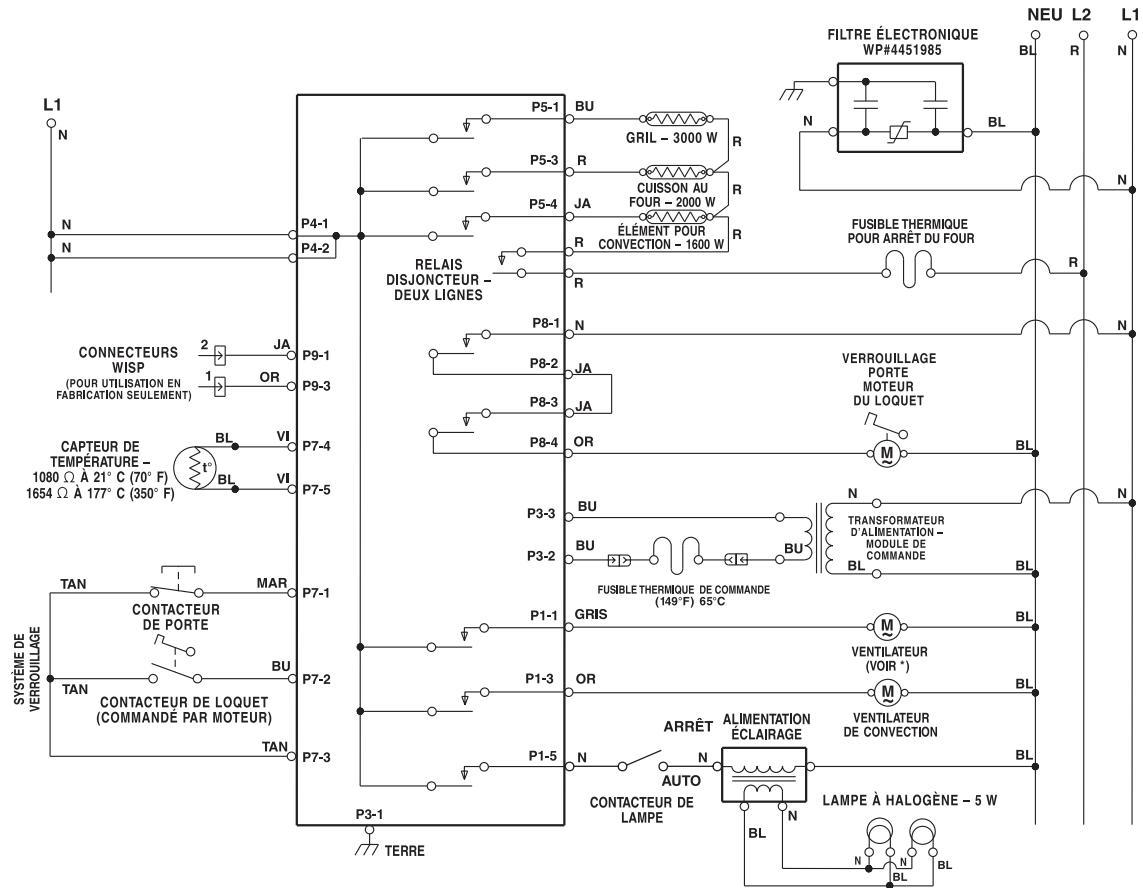 NEU L2 L1
BL R N
FILTRE ÉLECTRONIQUE
WP#4451985
N BL
N
L1
N
N
N
P4-1
P4-2
P5-1 BU
GRIL – 3000 W
R
P5-3 R
CUISSON AU
FOUR – 2000 W
R
P5-4 JA
ÉLÉMENT POUR
CONVECTION – 1600 W
R
R
R
RELAIS
DISJONCTEUR –
DEUX LIGNES
FUSIBLE THERMIQUE
POUR ARRÊT DU FOUR
R
P8-1 N
N
P8-2
JA
P8-3
JA
P8-4 OR
VERROUILLAGE
PORTE
MOTEUR
DU LOQUET
M
BL
CONNECTEURS
WISP
(POUR UTILISATION EN
FABRICATION SEULEMENT)
2 JA P9-1
1 OR P9-3
CAPTEUR DE
TEMPÉRATURE –
1080 Ω À 21° C (70° F)
1654 Ω À 177° C (350° F)
t°
BL VI P7-4
BL VI P7-5
P3-3 BU
P3-2 BU
BU
FUSIBLE THERMIQUE DE COMMANDE
(149°F) 65°C
N
N
TRANSFORMATEUR
D'ALIMENTATION –
MODULE DE
COMMANDE
BL
BL
SYSTÈME DE
VERROUILLAGE
TAN MAR P7-1
CONTACTEUR
DE PORTE
TAN BU P7-2
CONTACTEUR DE LOQUET
(COMMANDÉ PAR MOTEUR)
TAN P7-3
P1-1 GRIS
M
BL
VENTILATEUR
(VOIR *)
P1-3 OR
M
BL
VENTILATEUR
DE CONVECTION
P1-5 N
ARRÊT
AUTO
CONTACTEUR DE
LAMPE
N
ALIMENTATION
ÉCLAIRAGE
BL
BL N
LAMPE À HALOGÈNE – 5 W
N N BL
BL
P3-1
TERRE